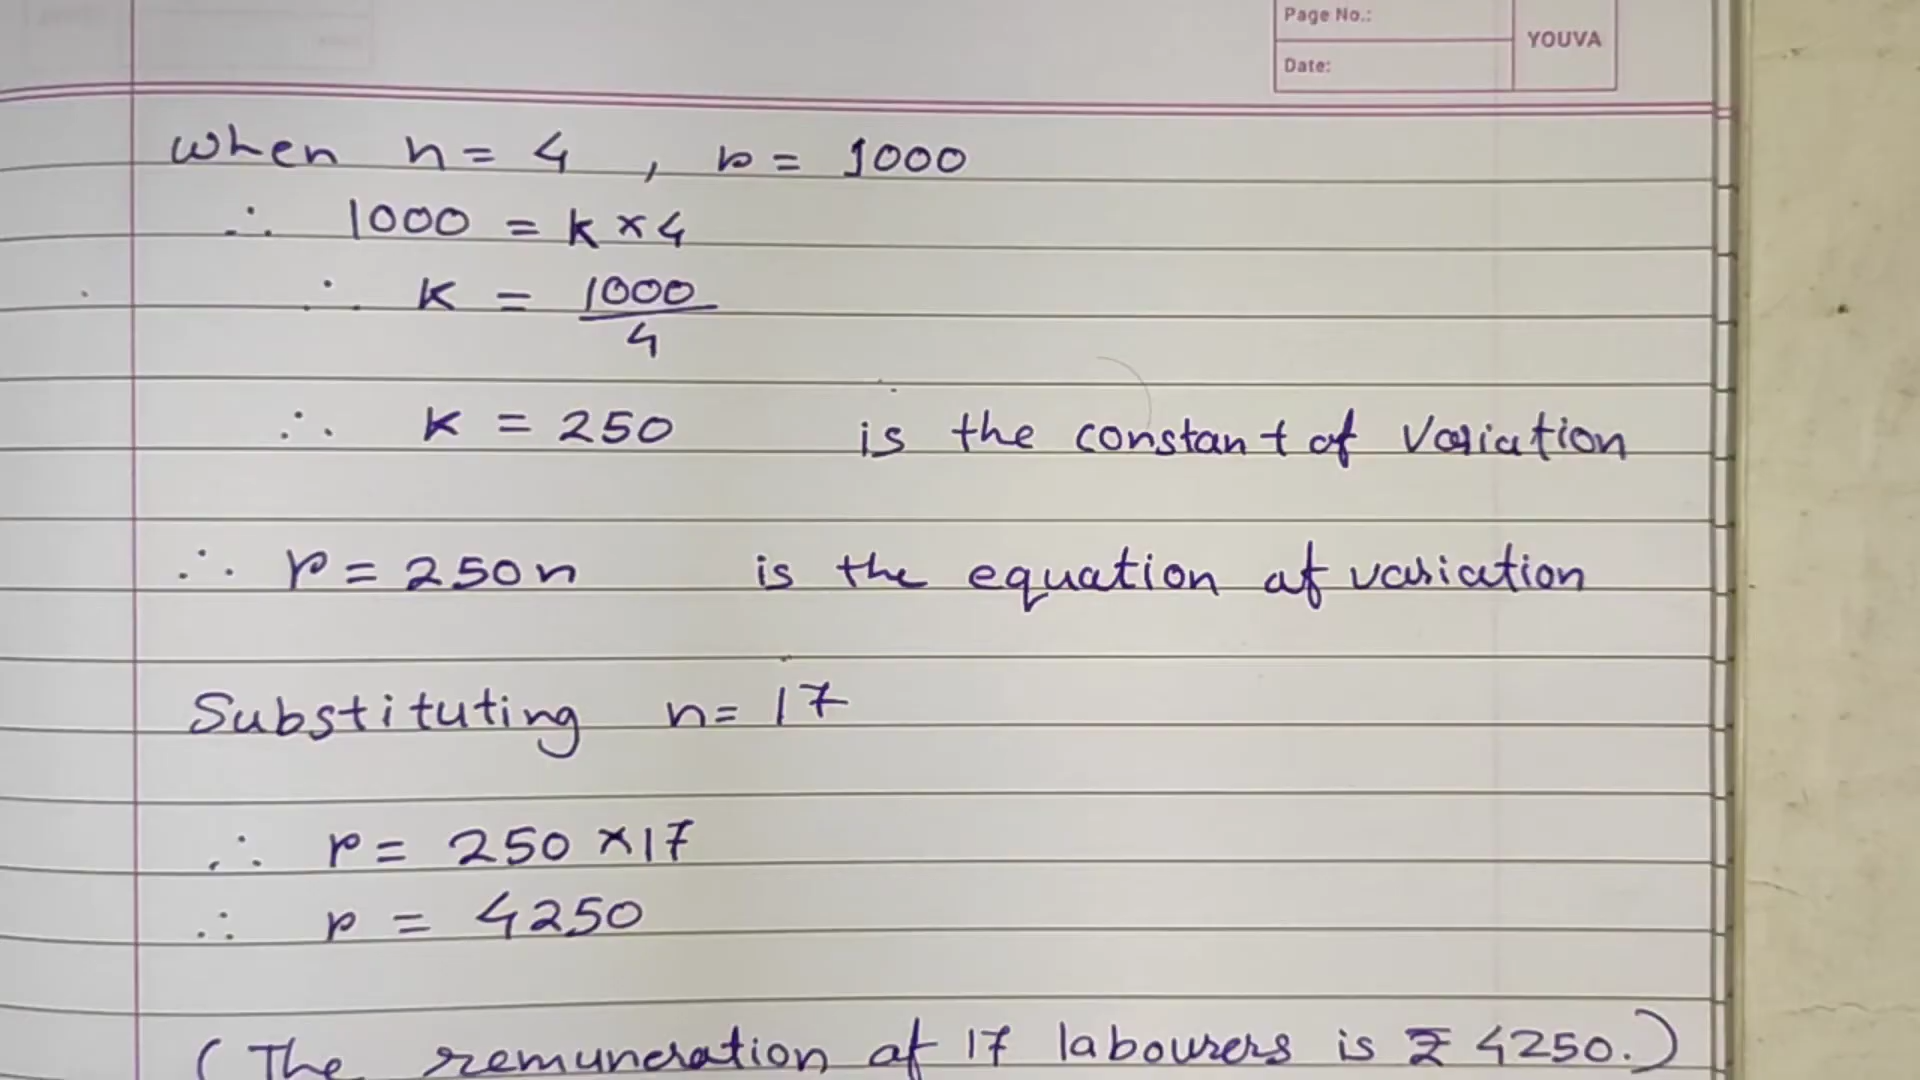 Page No.:
YOUVA
Date:
when n = 4 , r = 1000
∴ 1000 = k × 4
∴ K = 1000/4
∴ K = 250 is the constant of variation
∴ r = 250n is the equation of variation
Substituting n = 17
∴ r = 250 × 17
∴ r = 4250
(The remuneration of 17 labourers is ₹ 4250.)